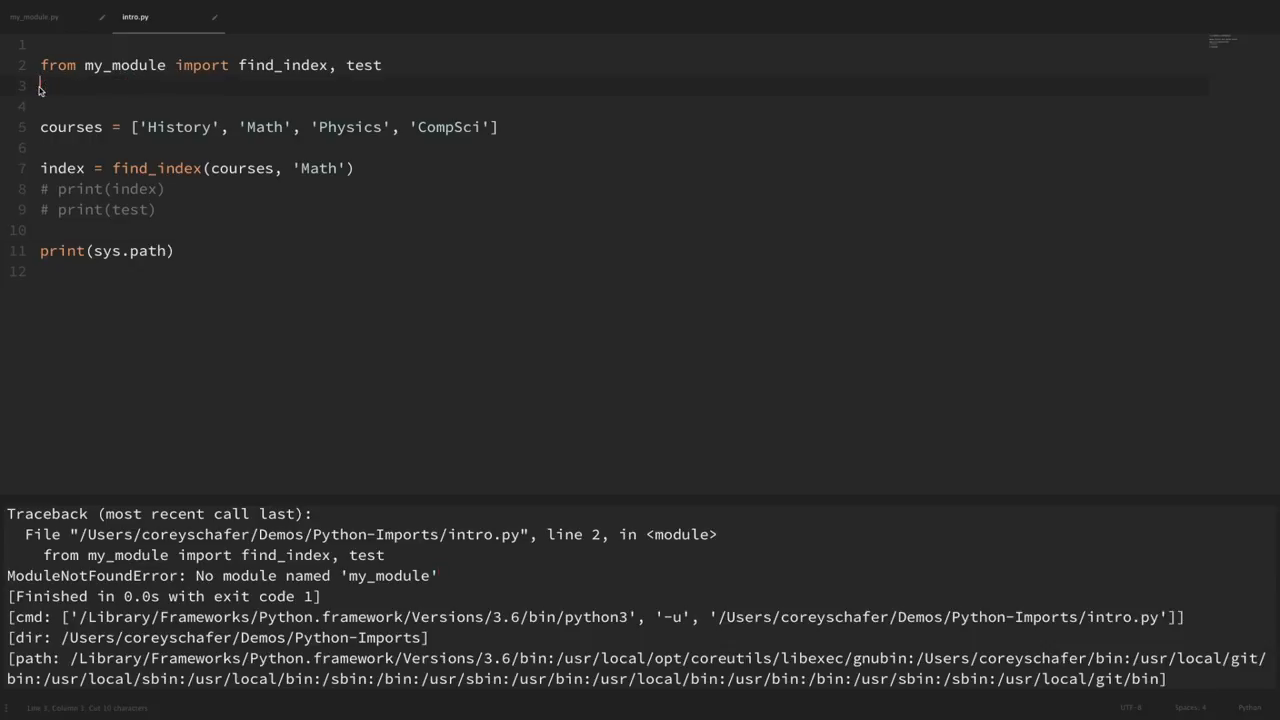 my_module.py intro.py
1
2 from my_module import find_index, test
3
4
5 courses = ['History', 'Math', 'Physics', 'CompSci']
6
7 index = find_index(courses, 'Math')
8 # print(index)
9 # print(test)
10
11 print(sys.path)
12
Traceback (most recent call last):
File "/Users/coreyschafer/Demos/Python-Imports/intro.py", line 2, in <module>
from my_module import find_index, test
ModuleNotFoundError: No module named 'my_module'
[Finished in 0.0s with exit code 1]
[cmd: ['/Library/Frameworks/Python.framework/Versions/3.6/bin/python3', '-u', '/Users/coreyschafer/Demos/Python-Imports/intro.py']]
[dir: /Users/coreyschafer/Demos/Python-Imports]
[path: /Library/Frameworks/Python.framework/Versions/3.6/bin:/usr/local/opt/coreutils/libexec/gnubin:/Users/coreyschafer/bin:/usr/local/git/
bin:/usr/local/sbin:/usr/local/bin:/sbin:/bin:/usr/local/bin:/usr/bin:/bin:/usr/sbin:/sbin:/usr/local/git/bin]
Line 3, Column 1, Cut 10 characters UTF-8 Spaces: 4 Python